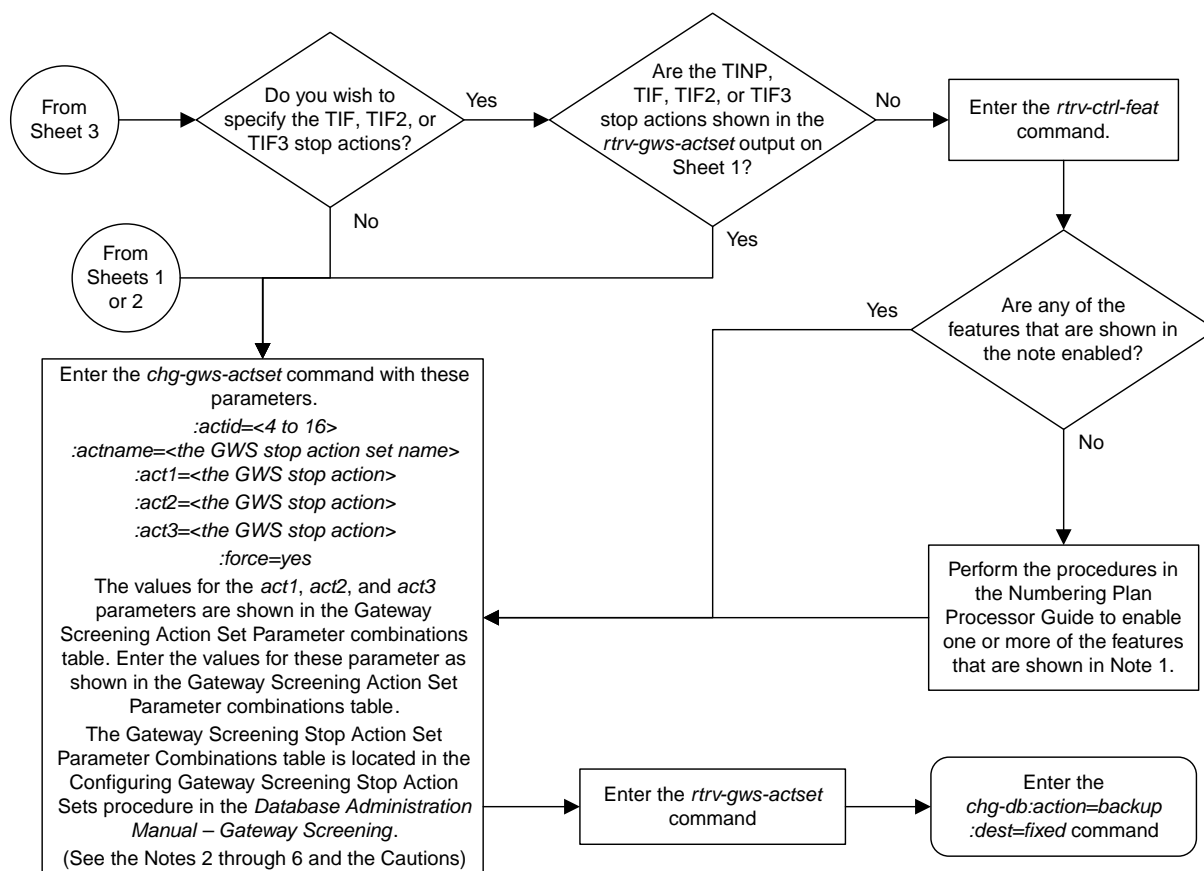 From
Sheet 3
Do you wish to
specify the TIF, TIF2, or
TIF3 stop actions?
Yes
No
Are the TINP,
TIF, TIF2, or TIF3
stop actions shown in the
rtrv-gws-actset output on
Sheet 1?
No
Yes
Enter the rtrv-ctrl-feat
command.
From
Sheets 1
or 2
Are any of the
features that are shown in
the note enabled?
Yes
No
Enter the chg-gws-actset command with these
parameters.
:actid=<4 to 16>
:actname=<the GWS stop action set name>
:act1=<the GWS stop action>
:act2=<the GWS stop action>
:act3=<the GWS stop action>
:force=yes
The values for the act1, act2, and act3
parameters are shown in the Gateway
Screening Action Set Parameter combinations
table. Enter the values for these parameter as
shown in the Gateway Screening Action Set
Parameter combinations table.
The Gateway Screening Stop Action Set
Parameter Combinations table is located in the
Configuring Gateway Screening Stop Action
Sets procedure in the Database Administration
Manual – Gateway Screening.
(See the Notes 2 through 6 and the Cautions)
Perform the procedures in
the Numbering Plan
Processor Guide to enable
one or more of the features
that are shown in Note 1.
Enter the rtrv-gws-actset
command
Enter the
chg-db:action=backup
:dest=fixed command